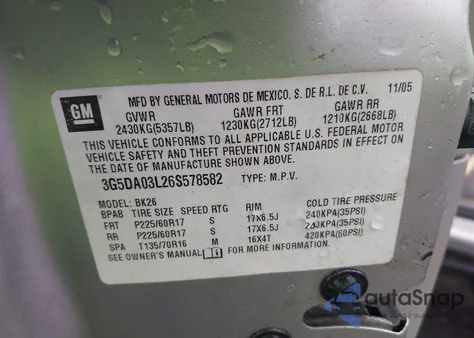 GM
MFD BY GENERAL MOTORS DE MEXICO. S. DE R.L. DE C.V. 11/05
GVWR GAWR FRT GAWR RR
2430KG(5357LB) 1230KG(2712LB) 1210KG(2668LB)
THIS VEHICLE CONFORMS TO ALL APPLICABLE U.S. FEDERAL MOTOR
VEHICLE SAFETY AND THEFT PREVENTION STANDARDS IN EFFECT ON
THE DATE OF MANUFACTURE SHOWN ABOVE.
3G5DA03L26S578582 TYPE: M.P.V.
MODEL: BK26
BPAB TIRE SIZE SPEED RTG RIM COLD TIRE PRESSURE
FRT P225/60R17 S 17X6.5J 240KPA(35PSI)
RR P225/60R17 S 17X6.5J 240KPA(35PSI)
SPA T135/70R16 M 16X4T 420KPA(60PSI)
SEE OWNER'S MANUAL
autaSnap